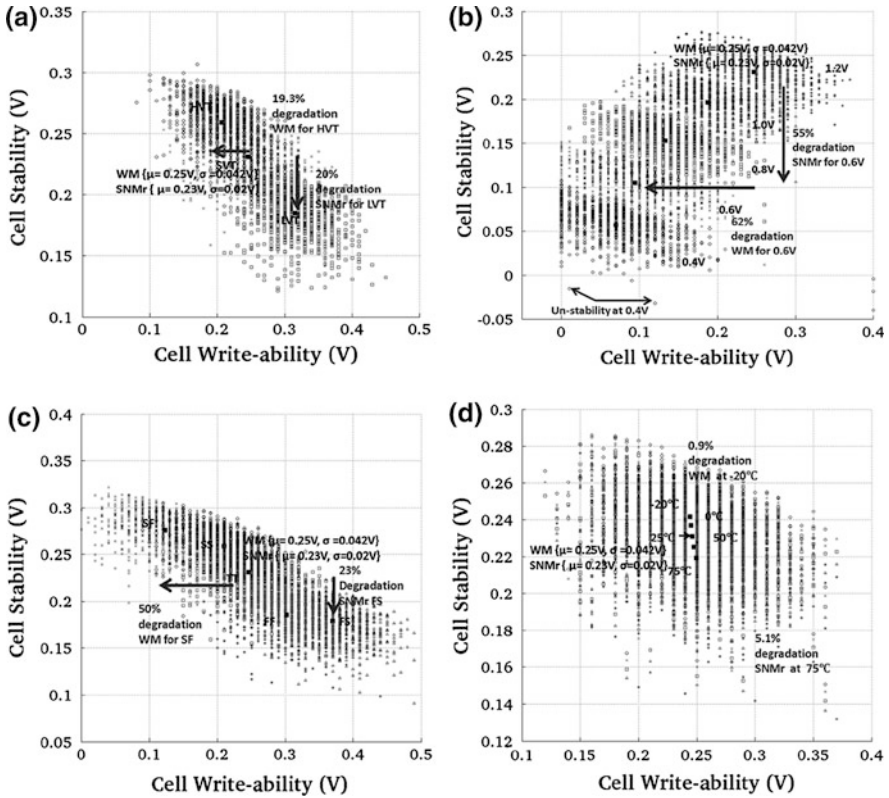 (a)
Cell Stability (V)
0.35
0.3
0.25
0.2
0.15
0.1
HVT
SVT
LVT
19.3%
degradation
WM for HVT
WM {μ= 0.25V, σ =0.042V}
SNMr { μ= 0.23V, σ=0.02V}
20%
degradation
SNMr for LVT
0
0.1
0.2
0.3
0.4
0.5
Cell Write-ability (V)
(b)
Cell Stability (V)
0.3
0.25
0.2
0.15
0.1
0.05
0
-0.05
WM {μ= 0.25V, σ =0.042V}
SNMr { μ= 0.23V, σ=0.02V}
1.2V
1.0V
0.8V
0.6V
0.4V
55%
degradation
SNMr for 0.6V
62%
degradation
WM for 0.6V
Un-stability at 0.4V
0
0.1
0.2
0.3
0.4
Cell Write-ability (V)
(c)
Cell Stability (V)
0.4
0.35
0.3
0.25
0.2
0.15
0.1
0.05
SF
SS
TT
FF
FS
WM {μ= 0.25V, σ=0.042V}
SNMr { μ= 0.23V, σ=0.02V}
23%
Degradation
SNMr FS
50%
degradation
WM for SF
0
0.1
0.2
0.3
0.4
0.5
Cell Write-ability (V)
(d)
Cell Stability (V)
0.3
0.28
0.26
0.24
0.22
0.2
0.18
0.16
0.14
0.12
0.9%
degradation
WM at -20℃
-20℃
0℃
25℃
50℃
75℃
WM {μ= 0.25V, σ =0.042V}
SNMr { μ= 0.23V, σ=0.02V}
5.1%
degradation
SNMr at 75℃
0.1
0.15
0.2
0.25
0.3
0.35
0.4
Cell Write-ability (V)